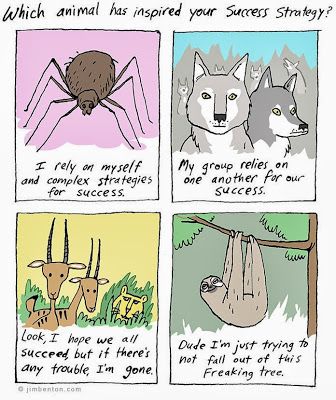 Which animal has inspired your Success Strategy?
I rely on myself
and complex strategies
for success.
My group relies on
one another for our
success.
Look, I hope we all
succeed, but if there's
any trouble, I'm gone.
Dude I'm just trying to
not fall out of this
Freaking tree.
© jimbenton.com